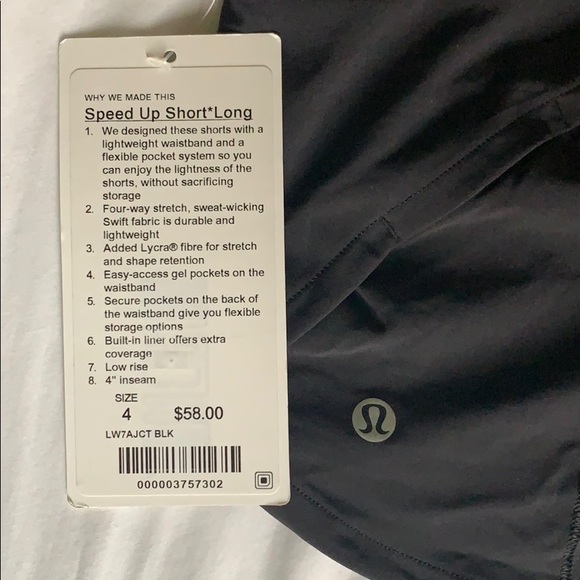 WHY WE MADE THIS
Speed Up Short*Long
1. We designed these shorts with a
lightweight waistband and a
flexible pocket system so you
can enjoy the lightness of the
shorts, without sacrificing
storage
2. Four-way stretch, sweat-wicking
Swift fabric is durable and
lightweight
3. Added Lycra® fibre for stretch
and shape retention
4. Easy-access gel pockets on the
waistband
5. Secure pockets on the back of
the waistband give you flexible
storage options
6. Built-in liner offers extra
coverage
7. Low rise
8. 4" inseam
SIZE
4 $58.00
LW7AJCT BLK
000003757302